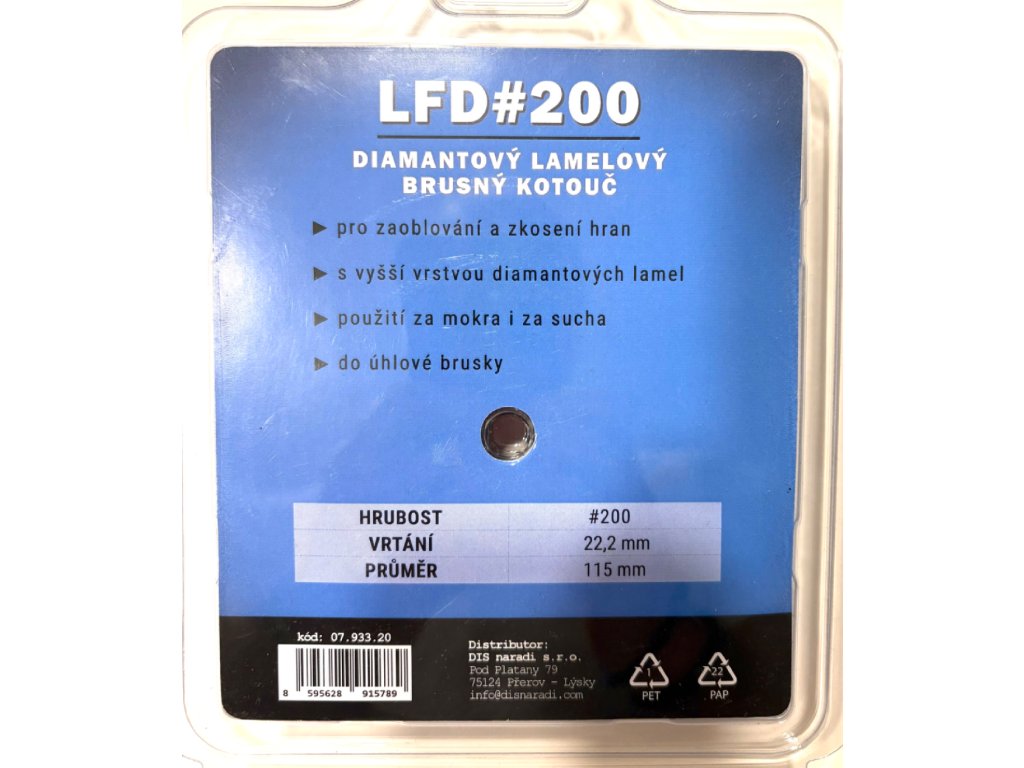 LFD#200
DIAMANTOVÝ LAMELOVÝ
BRUSNÝ KOTOUČ
▶ pro zaoblování a zkosení hran
▶ s vyšší vrstvou diamantových lamel
▶ použití za mokra i za sucha
▶ do úhlové brusky
HRUBOST #200
VRTÁNÍ 22,2 mm
PRŮMĚR 115 mm
kód: 07.933.20
8 595628 915789
Distributor:
DIS naradi s.r.o.
Pod Platany 79
75124 Přerov – Lýsky
info@disnaradi.com
1
PET
22
PAP